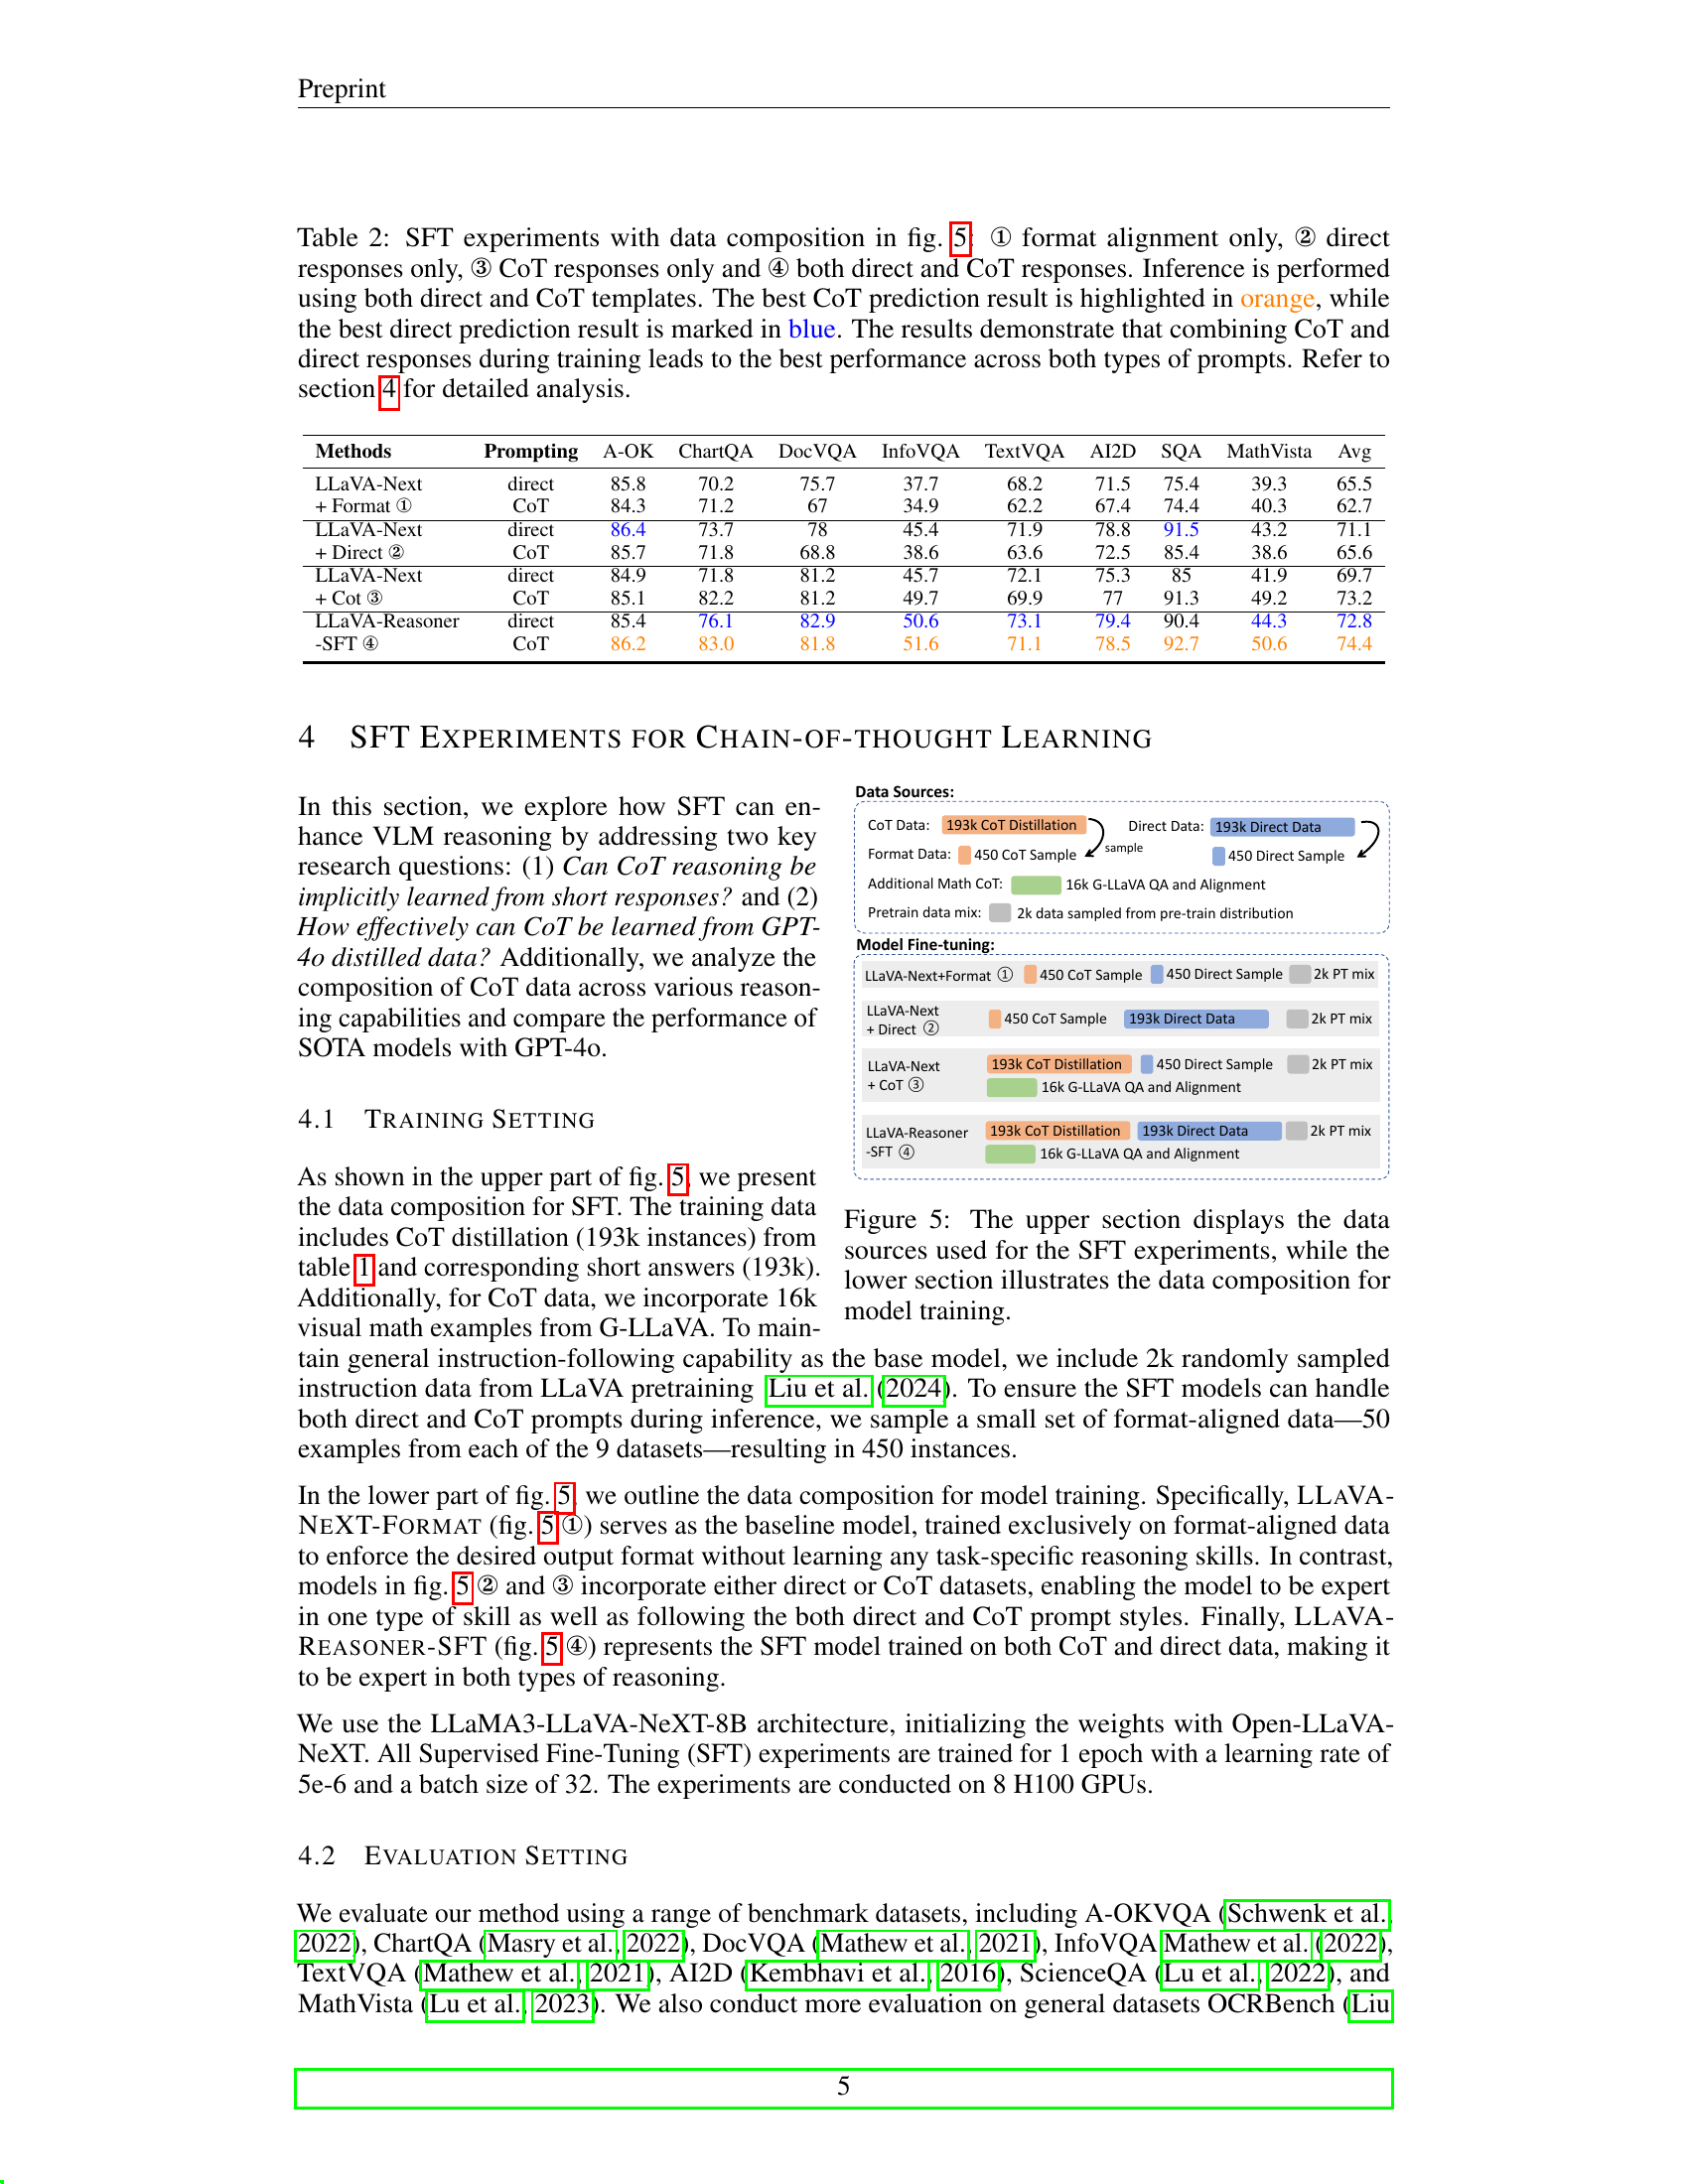 Preprint
Table 2: SFT experiments with data composition in fig. 5: ① format alignment only, ② direct
responses only, ③ CoT responses only and ④ both direct and CoT responses. Inference is performed
using both direct and CoT templates. The best CoT prediction result is highlighted in orange, while
the best direct prediction result is marked in blue. The results demonstrate that combining CoT and
direct responses during training leads to the best performance across both types of prompts. Refer to
section 4 for detailed analysis.
Methods Prompting A-OK ChartQA DocVQA InfoVQA TextVQA AI2D SQA MathVista Avg
LLaVA-Next direct 85.8 70.2 75.7 37.7 68.2 71.5 75.4 39.3 65.5
+ Format ① CoT 84.3 71.2 67 34.9 62.2 67.4 74.4 40.3 62.7
LLaVA-Next direct 86.4 73.7 78 45.4 71.9 78.8 91.5 43.2 71.1
+ Direct ② CoT 85.7 71.8 68.8 38.6 63.6 72.5 85.4 38.6 65.6
LLaVA-Next direct 84.9 71.8 81.2 45.7 72.1 75.3 85 41.9 69.7
+ Cot ③ CoT 85.1 82.2 81.2 49.7 69.9 77 91.3 49.2 73.2
LLaVA-Reasoner direct 85.4 76.1 82.9 50.6 73.1 79.4 90.4 44.3 72.8
-SFT ④ CoT 86.2 83.0 81.8 51.6 71.1 78.5 92.7 50.6 74.4
4 SFT EXPERIMENTS FOR CHAIN-OF-THOUGHT LEARNING
In this section, we explore how SFT can en-
hance VLM reasoning by addressing two key
research questions: (1) Can CoT reasoning be
implicitly learned from short responses? and (2)
How effectively can CoT be learned from GPT-
4o distilled data? Additionally, we analyze the
composition of CoT data across various reason-
ing capabilities and compare the performance of
SOTA models with GPT-4o.
4.1 TRAINING SETTING
As shown in the upper part of fig. 5, we present
the data composition for SFT. The training data
includes CoT distillation (193k instances) from
table 1 and corresponding short answers (193k).
Additionally, for CoT data, we incorporate 16k
visual math examples from G-LLaVA. To main-
Data Sources:
CoT Data: 193k CoT Distillation Direct Data: 193k Direct Data
sample
Format Data: 450 CoT Sample 450 Direct Sample
Additional Math CoT: 16k G-LLaVA QA and Alignment
Pretrain data mix: 2k data sampled from pre-train distribution
Model Fine-tuning:
LLaVA-Next+Format ① 450 CoT Sample 450 Direct Sample 2k PT mix
LLaVA-Next
+ Direct ② 450 CoT Sample 193k Direct Data 2k PT mix
LLaVA-Next
+ CoT ③ 193k CoT Distillation 450 Direct Sample 2k PT mix
16k G-LLaVA QA and Alignment
LLaVA-Reasoner
-SFT ④ 193k CoT Distillation 193k Direct Data 2k PT mix
16k G-LLaVA QA and Alignment
Figure 5: The upper section displays the data
sources used for the SFT experiments, while the
lower section illustrates the data composition for
model training.
tain general instruction-following capability as the base model, we include 2k randomly sampled
instruction data from LLaVA pretraining Liu et al. (2024). To ensure the SFT models can handle
both direct and CoT prompts during inference, we sample a small set of format-aligned data—50
examples from each of the 9 datasets—resulting in 450 instances.
In the lower part of fig. 5, we outline the data composition for model training. Specifically, LLAVA-
NEXT-FORMAT (fig. 5 ①) serves as the baseline model, trained exclusively on format-aligned data
to enforce the desired output format without learning any task-specific reasoning skills. In contrast,
models in fig. 5 ② and ③ incorporate either direct or CoT datasets, enabling the model to be expert
in one type of skill as well as following the both direct and CoT prompt styles. Finally, LLAVA-
REASONER-SFT (fig. 5 ④) represents the SFT model trained on both CoT and direct data, making it
to be expert in both types of reasoning.
We use the LLaMA3-LLaVA-NeXT-8B architecture, initializing the weights with Open-LLaVA-
NeXT. All Supervised Fine-Tuning (SFT) experiments are trained for 1 epoch with a learning rate of
5e-6 and a batch size of 32. The experiments are conducted on 8 H100 GPUs.
4.2 EVALUATION SETTING
We evaluate our method using a range of benchmark datasets, including A-OKVQA (Schwenk et al.,
2022), ChartQA (Masry et al., 2022), DocVQA (Mathew et al., 2021), InfoVQA Mathew et al. (2022),
TextVQA (Mathew et al., 2021), AI2D (Kembhavi et al., 2016), ScienceQA (Lu et al., 2022), and
MathVista (Lu et al., 2023). We also conduct more evaluation on general datasets OCRBench (Liu
5